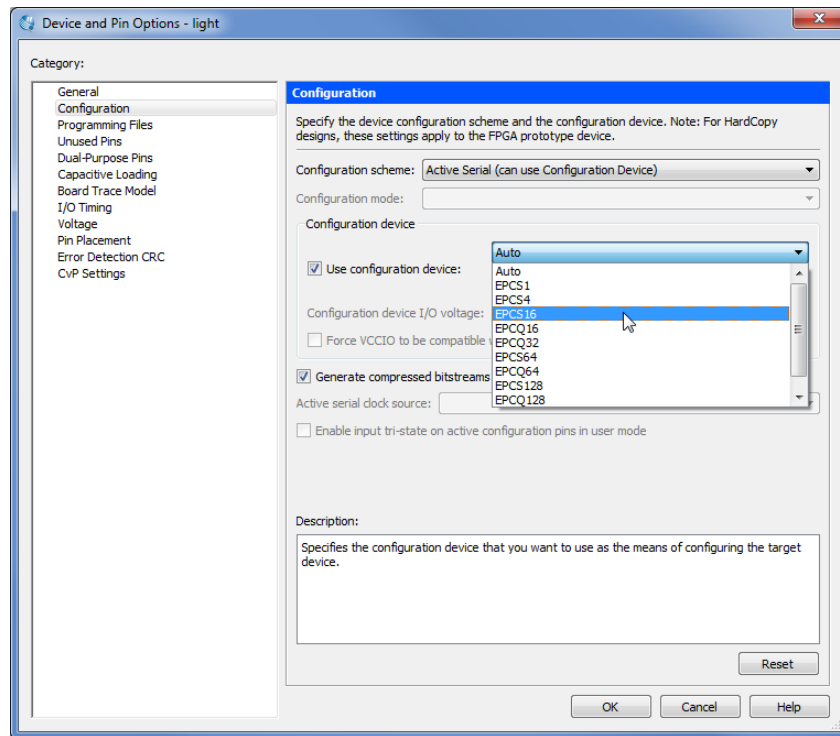 Device and Pin Options - light
Category:
General
Configuration
Programming Files
Unused Pins
Dual-Purpose Pins
Capacitive Loading
Board Trace Model
I/O Timing
Voltage
Pin Placement
Error Detection CRC
CvP Settings
Configuration
Specify the device configuration scheme and the configuration device. Note: For HardCopy
designs, these settings apply to the FPGA prototype device.
Configuration scheme: Active Serial (can use Configuration Device)
Configuration mode:
Configuration device
Auto
Use configuration device:
Auto
EPCS1
EPCS4
Configuration device I/O voltage:
EPCS16
EPCQ16
Force VCCIO to be compatible
EPCQ32
EPCS64
EPCQ64
Generate compressed bitstreams
EPCS128
EPCQ128
Active serial clock source:
Enable input tri-state on active configuration pins in user mode
Description:
Specifies the configuration device that you want to use as the means of configuring the target
device.
Reset
OK
Cancel
Help